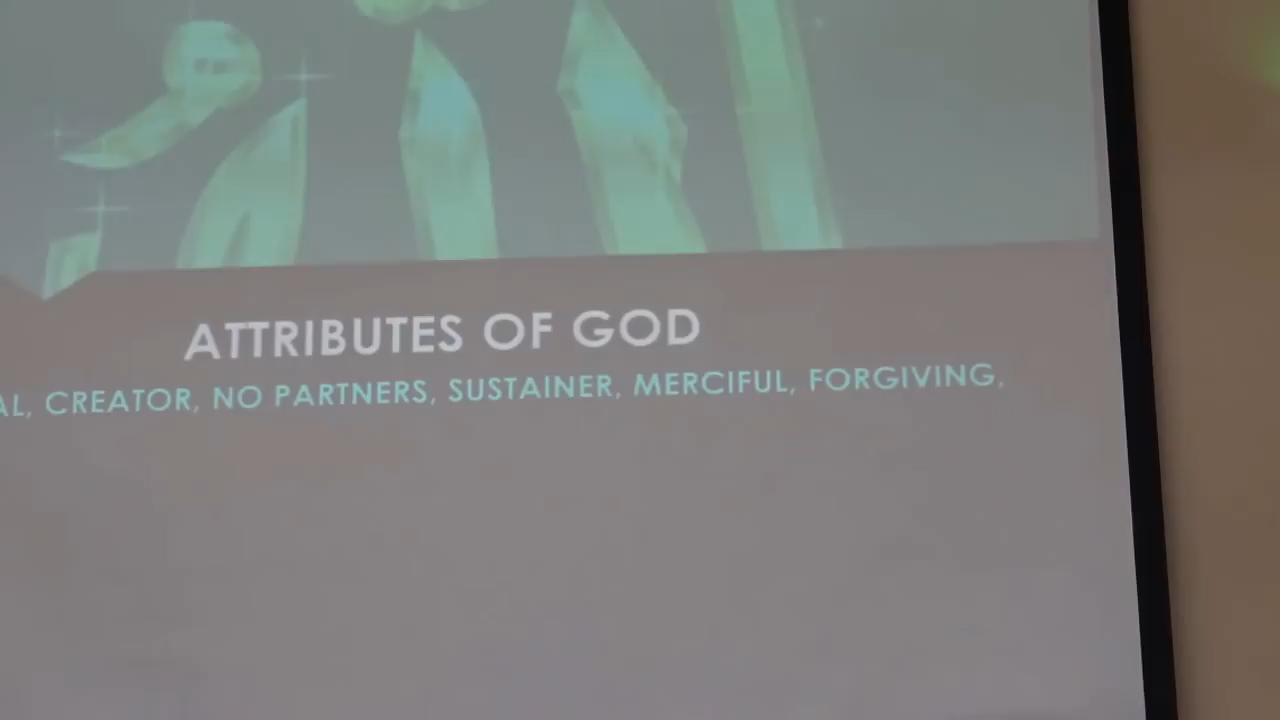 ATTRIBUTES OF GOD
CREATOR, NO PARTNERS, SUSTAINER, MERCIFUL, FORGIVING,